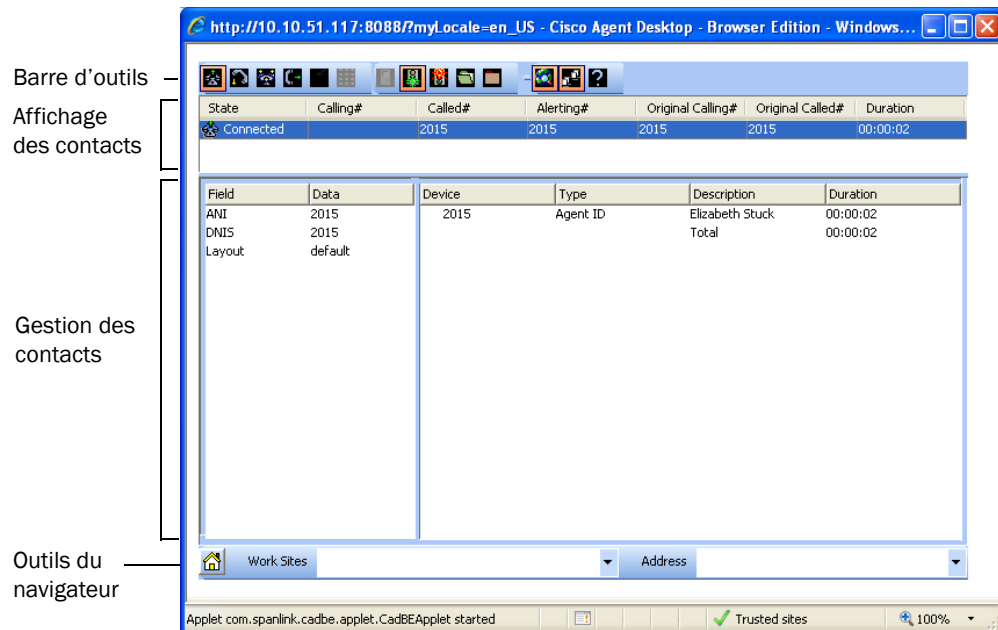 http://10.10.51.117:8088/?myLocale=en_US - Cisco Agent Desktop - Browser Edition - Windows...
Barre d'outils
Affichage
des contacts
State Calling# Called# Alerting# Original Calling# Original Called# Duration
Connected 2015 2015 2015 2015 00:00:02
Field Data Device Type Description Duration
ANI 2015 2015 Agent ID Elizabeth Stuck 00:00:02
DNIS 2015 Total 00:00:02
Layout default
Gestion des
contacts
Outils du
navigateur
Work Sites Address
Applet com.spanlink.cadbe.applet.CadBEApplet started Trusted sites 100%